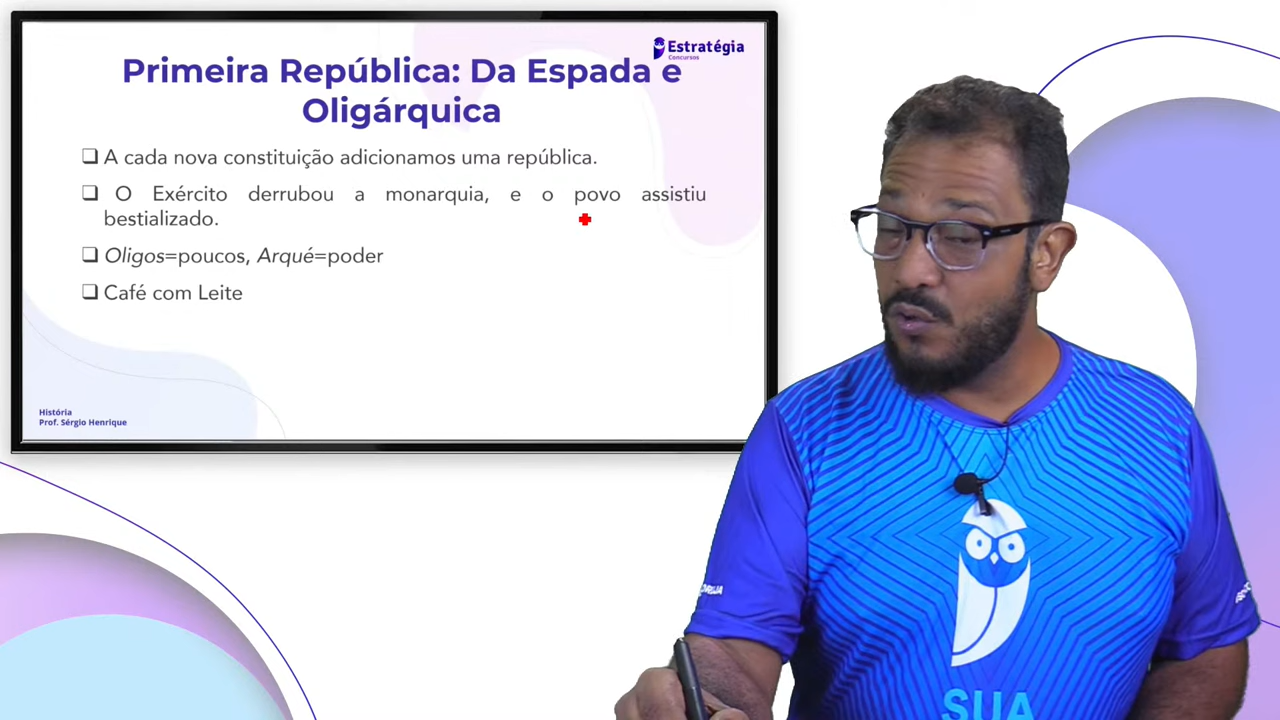 Estratégia
Concursos
Primeira República: Da Espada e
Oligárquica
❑ A cada nova constituição adicionamos uma república.
❑ O Exército derrubou a monarquia, e o povo assistiu
bestializado.
❑ Oligos=poucos, Arqué=poder
❑ Café com Leite
História
Prof. Sérgio Henrique
SUA